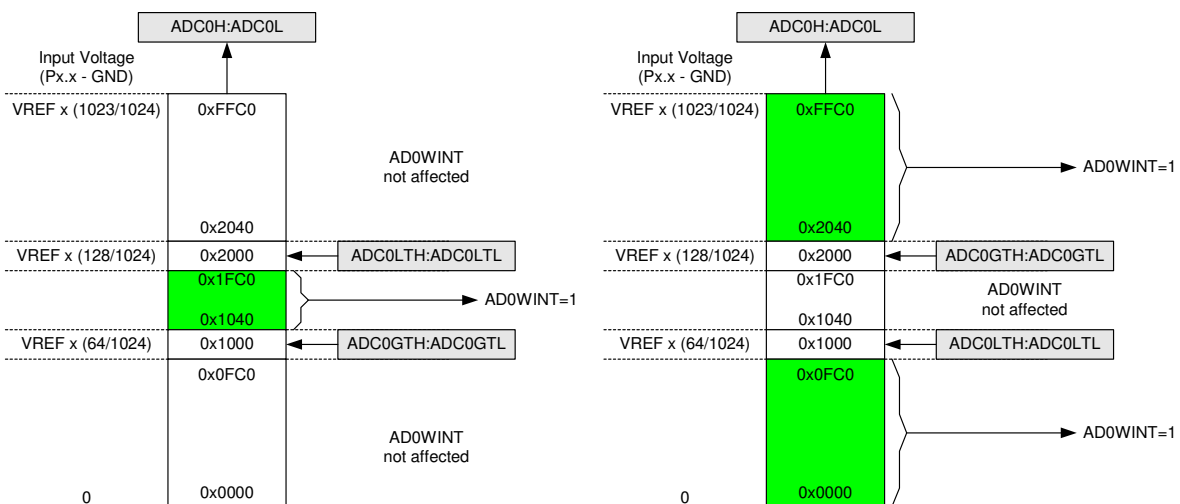 ADC0H:ADC0L
Input Voltage
(Px.x - GND)
VREF x (1023/1024)
0xFFC0
AD0WINT
not affected
0x2040
VREF x (128/1024)
0x2000
ADC0LTH:ADC0LTL
0x1FC0
AD0WINT=1
0x1040
VREF x (64/1024)
0x1000
ADC0GTH:ADC0GTL
0x0FC0
AD0WINT
not affected
0
0x0000
ADC0H:ADC0L
Input Voltage
(Px.x - GND)
VREF x (1023/1024)
0xFFC0
AD0WINT=1
0x2040
VREF x (128/1024)
0x2000
ADC0GTH:ADC0GTL
0x1FC0
AD0WINT
not affected
0x1040
VREF x (64/1024)
0x1000
ADC0LTH:ADC0LTL
0x0FC0
AD0WINT=1
0
0x0000